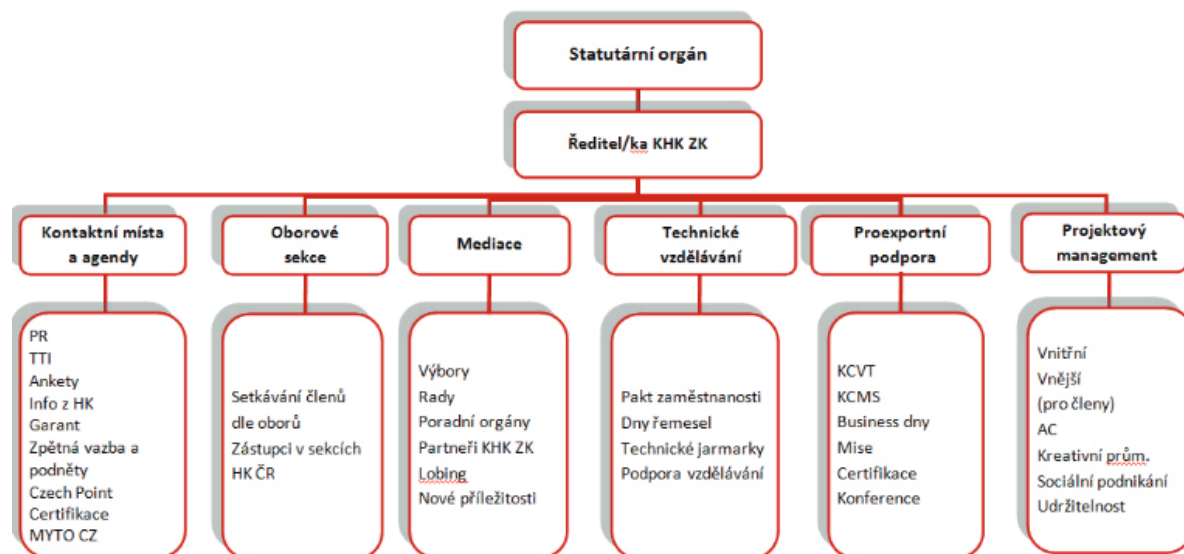 Statutární orgán
Ředitel/ka KHK ZK
Kontaktní místa
a agendy
Oborové
sekce
Mediace
Technické
vzdělávání
Proexportní
podpora
Projektový
management
PR
TTI
Ankety
Info z HK
Garant
Zpětná vazba a
podněty
Czech Point
Certifikace
MYTO CZ
Setkávání členů
dle oborů
Zástupci v sekcích
HK ČR
Výbory
Rady
Poradní orgány
Partneři KHK ZK
Lobing
Nové příležitosti
Pakt zaměstnanosti
Dny řemesel
Technické jarmarky
Podpora vzdělávání
KCVT
KCMS
Business dny
Mise
Certifikace
Konference
Vnitřní
Vnější
(pro členy)
AC
Kreativní prům.
Sociální podnikání
Udržitelnost